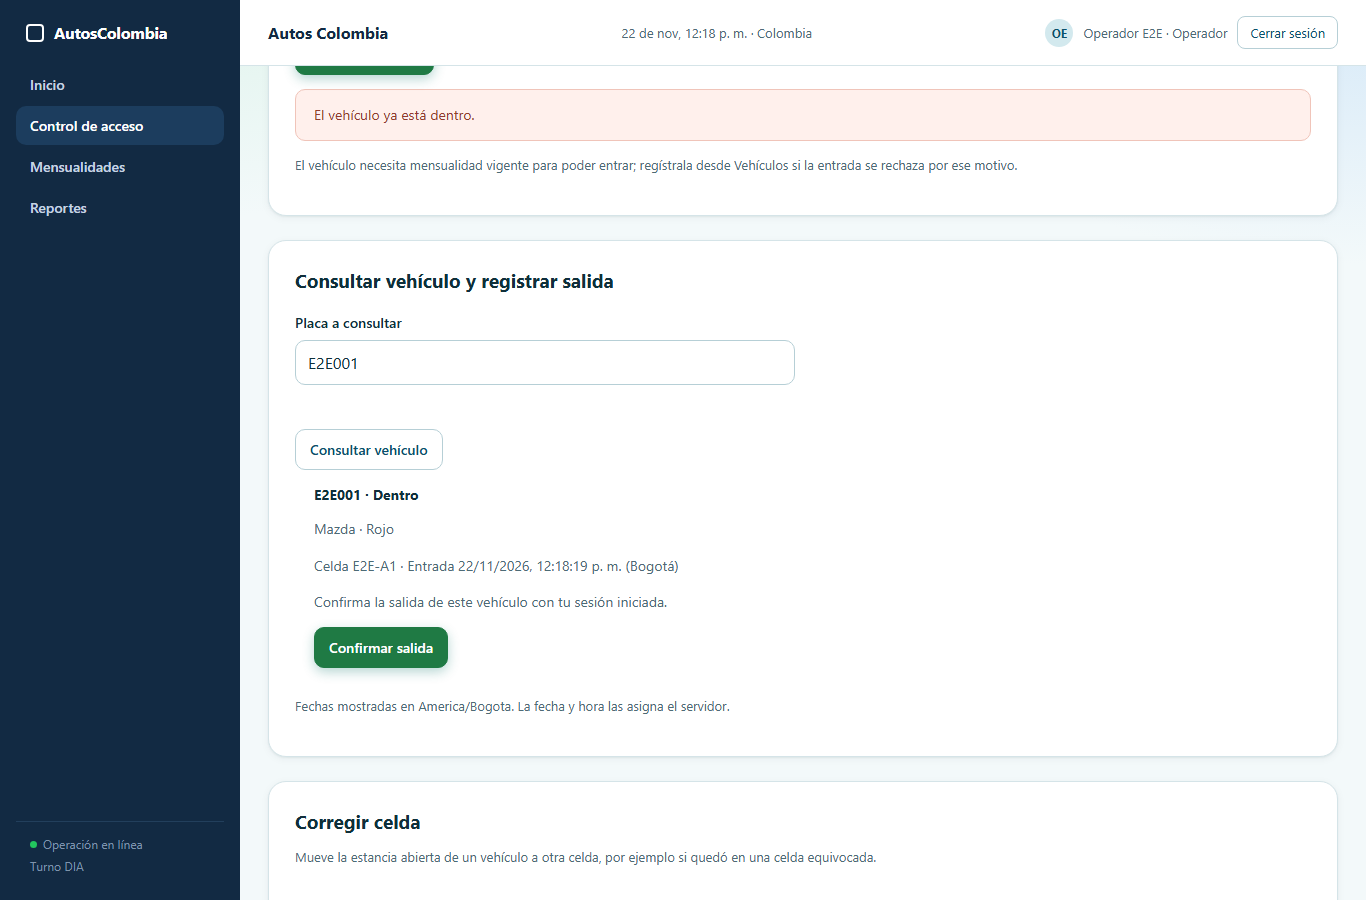 AutosColombia
Inicio
Control de acceso
Mensualidades
Reportes
Operación en línea
Turno DIA
Autos Colombia
22 de nov, 12:18 p. m. · Colombia
OE
Operador E2E · Operador
Cerrar sesión
El vehículo ya está dentro.
El vehículo necesita mensualidad vigente para poder entrar; regístrala desde Vehículos si la entrada se rechaza por ese motivo.
Consultar vehículo y registrar salida
Placa a consultar
E2E001
Consultar vehículo
E2E001 · Dentro
Mazda · Rojo
Celda E2E-A1 · Entrada 22/11/2026, 12:18:19 p. m. (Bogotá)
Confirma la salida de este vehículo con tu sesión iniciada.
Confirmar salida
Fechas mostradas en America/Bogota. La fecha y hora las asigna el servidor.
Corregir celda
Mueve la estancia abierta de un vehículo a otra celda, por ejemplo si quedó en una celda equivocada.